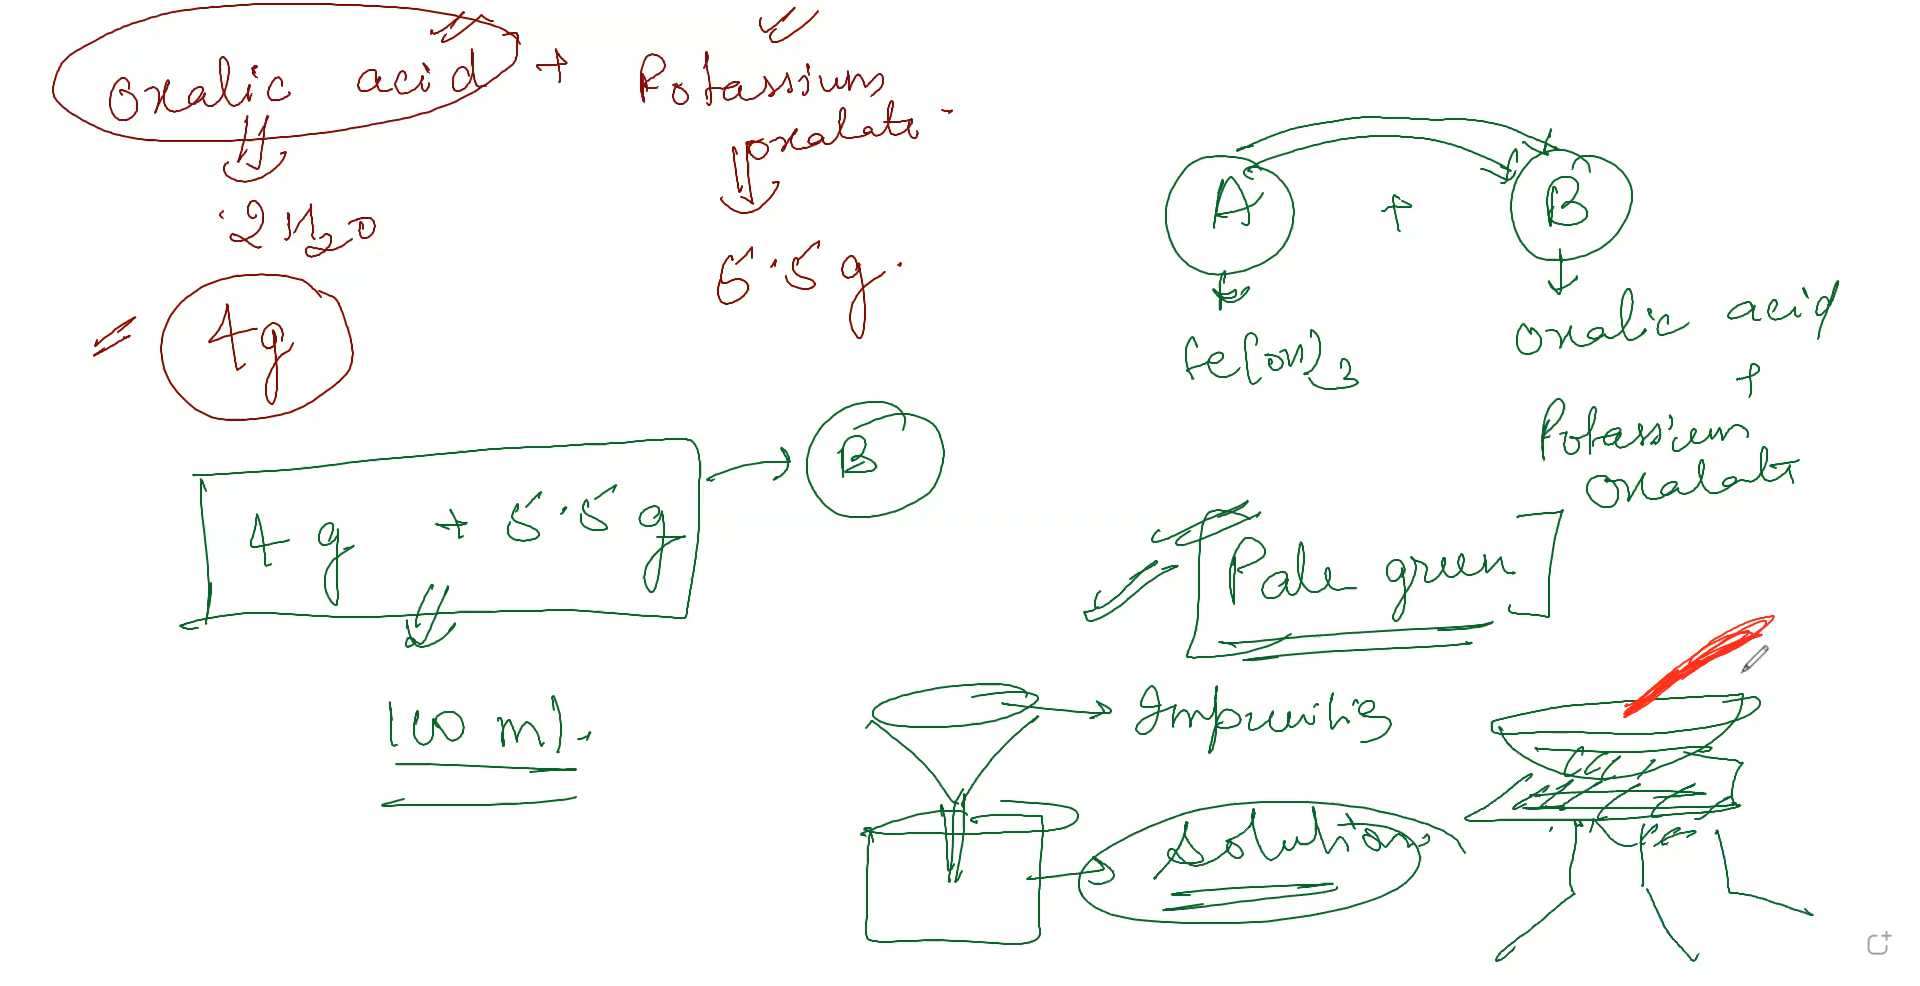 Oxalic acid + Potassium oxalate
.2H2O
5.5 g.
= 4g
4 g + 5.5 g → B
100 ml.
A + B
Fe(OH)3
Oxalic acid
+
Potassium
Oxalate
Pale green
Impurities
Solution